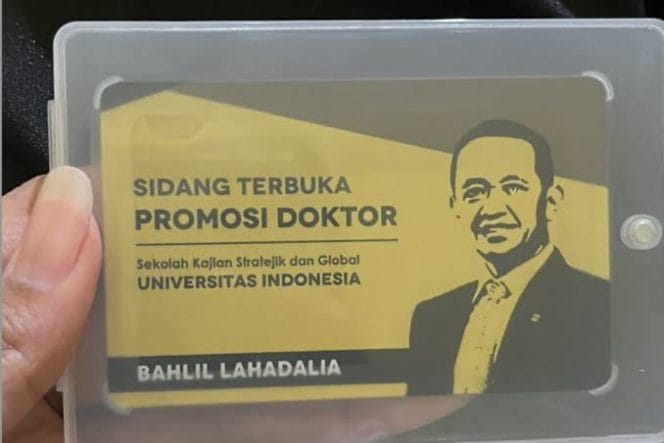 SIDANG TERBUKA
PROMOSI DOKTOR
Sekolah Kajian Stratejik dan Global
UNIVERSITAS INDONESIA
BAHLIL LAHADALIA